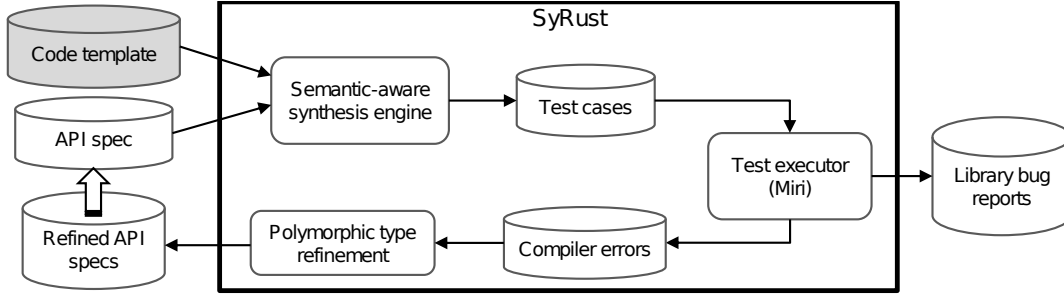 SyRust
Code template
Semantic-aware
synthesis engine
Test cases
API spec
Test executor
(Miri)
Library bug
reports
Refined API
specs
Polymorphic type
refinement
Compiler errors